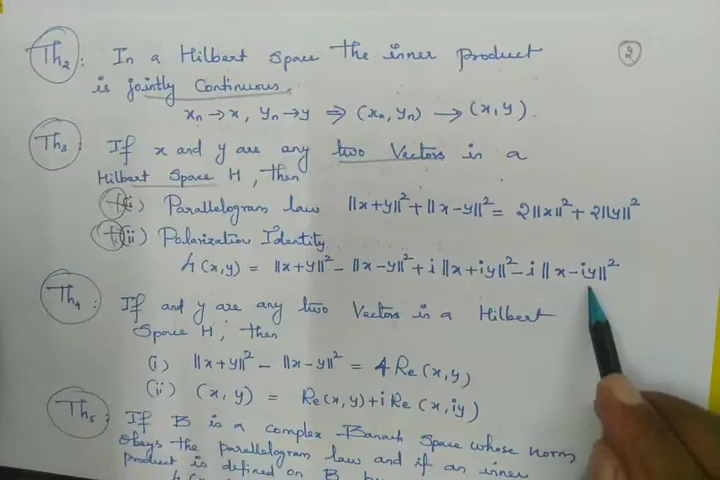 2
Th2: In a Hilbert Space the inner product
is jointly Continuous.
xn → x, yn → y ⇒ (xn, yn) → (x, y)
Th3: If x and y are any two Vectors in a
Hilbert Space H, then
(i) Parallelogram law ||x+y||² + ||x-y||² = 2||x||² + 2||y||²
(ii) Polarization Identity
4(x,y) = ||x+y||² - ||x-y||² + i||x+iy||² - i||x-iy||²
Th4: If and y are any two Vectors in a Hilbert
Space H, then
(i) ||x+y||² - ||x-y||² = 4Re(x,y)
(ii) (x, y) = Re(x,y) + i Re(x,iy)
Th5: If B is a complex Banach Space whose norm
obeys the parallelogram law and if an inner
product is defined on B by
4(x,y)